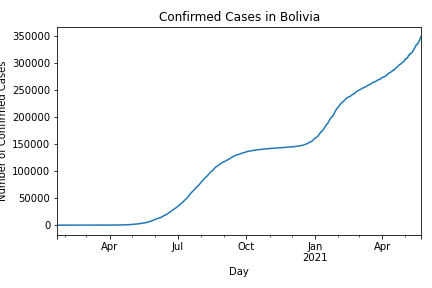 Confirmed Cases in Bolivia
Number of Confirmed Cases
350000
300000
250000
200000
150000
100000
50000
0
Apr Jul Oct Jan Apr
2021
Day